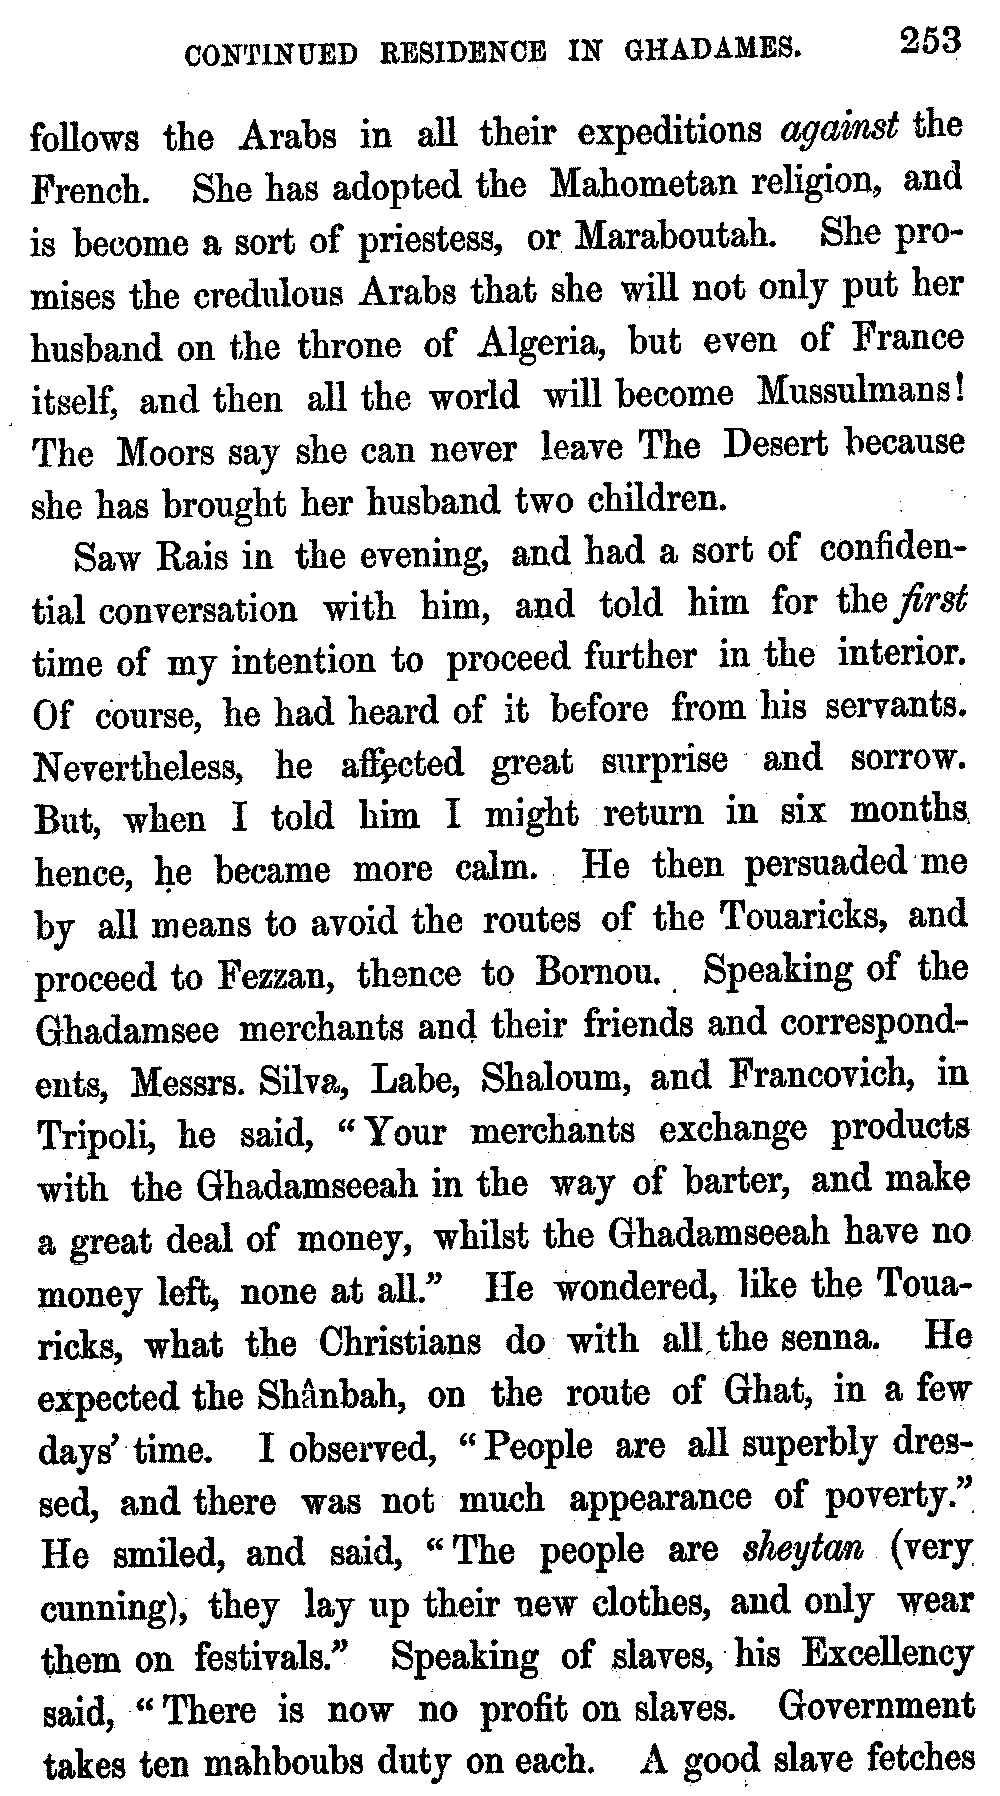 CONTINUED RESIDENCE IN GHADAMES. 253
follows the Arabs in all their expeditions against the
French. She has adopted the Mahometan religion, and
is become a sort of priestess, or Maraboutah. She pro-
mises the credulous Arabs that she will not only put her
husband on the throne of Algeria, but even of France
itself, and then all the world will become Mussulmans!
The Moors say she can never leave The Desert because
she has brought her husband two children.
Saw Rais in the evening, and had a sort of confiden-
tial conversation with him, and told him for the first
time of my intention to proceed further in the interior.
Of course, he had heard of it before from his servants.
Nevertheless, he affected great surprise and sorrow.
But, when I told him I might return in six months
hence, he became more calm. He then persuaded me
by all means to avoid the routes of the Touaricks, and
proceed to Fezzan, thence to Bornou. Speaking of the
Ghadamsee merchants and their friends and correspond-
ents, Messrs. Silva, Labe, Shaloum, and Francovich, in
Tripoli, he said, “Your merchants exchange products
with the Ghadamseeah in the way of barter, and make
a great deal of money, whilst the Ghadamseeah have no
money left, none at all.” He wondered, like the Toua-
ricks, what the Christians do with all the senna. He
expected the Shânbah, on the route of Ghat, in a few
days’ time. I observed, “People are all superbly dres-
sed, and there was not much appearance of poverty.”
He smiled, and said, “The people are sheytan (very
cunning), they lay up their new clothes, and only wear
them on festivals.” Speaking of slaves, his Excellency
said, “There is now no profit on slaves. Government
takes ten mahboubs duty on each. A good slave fetches